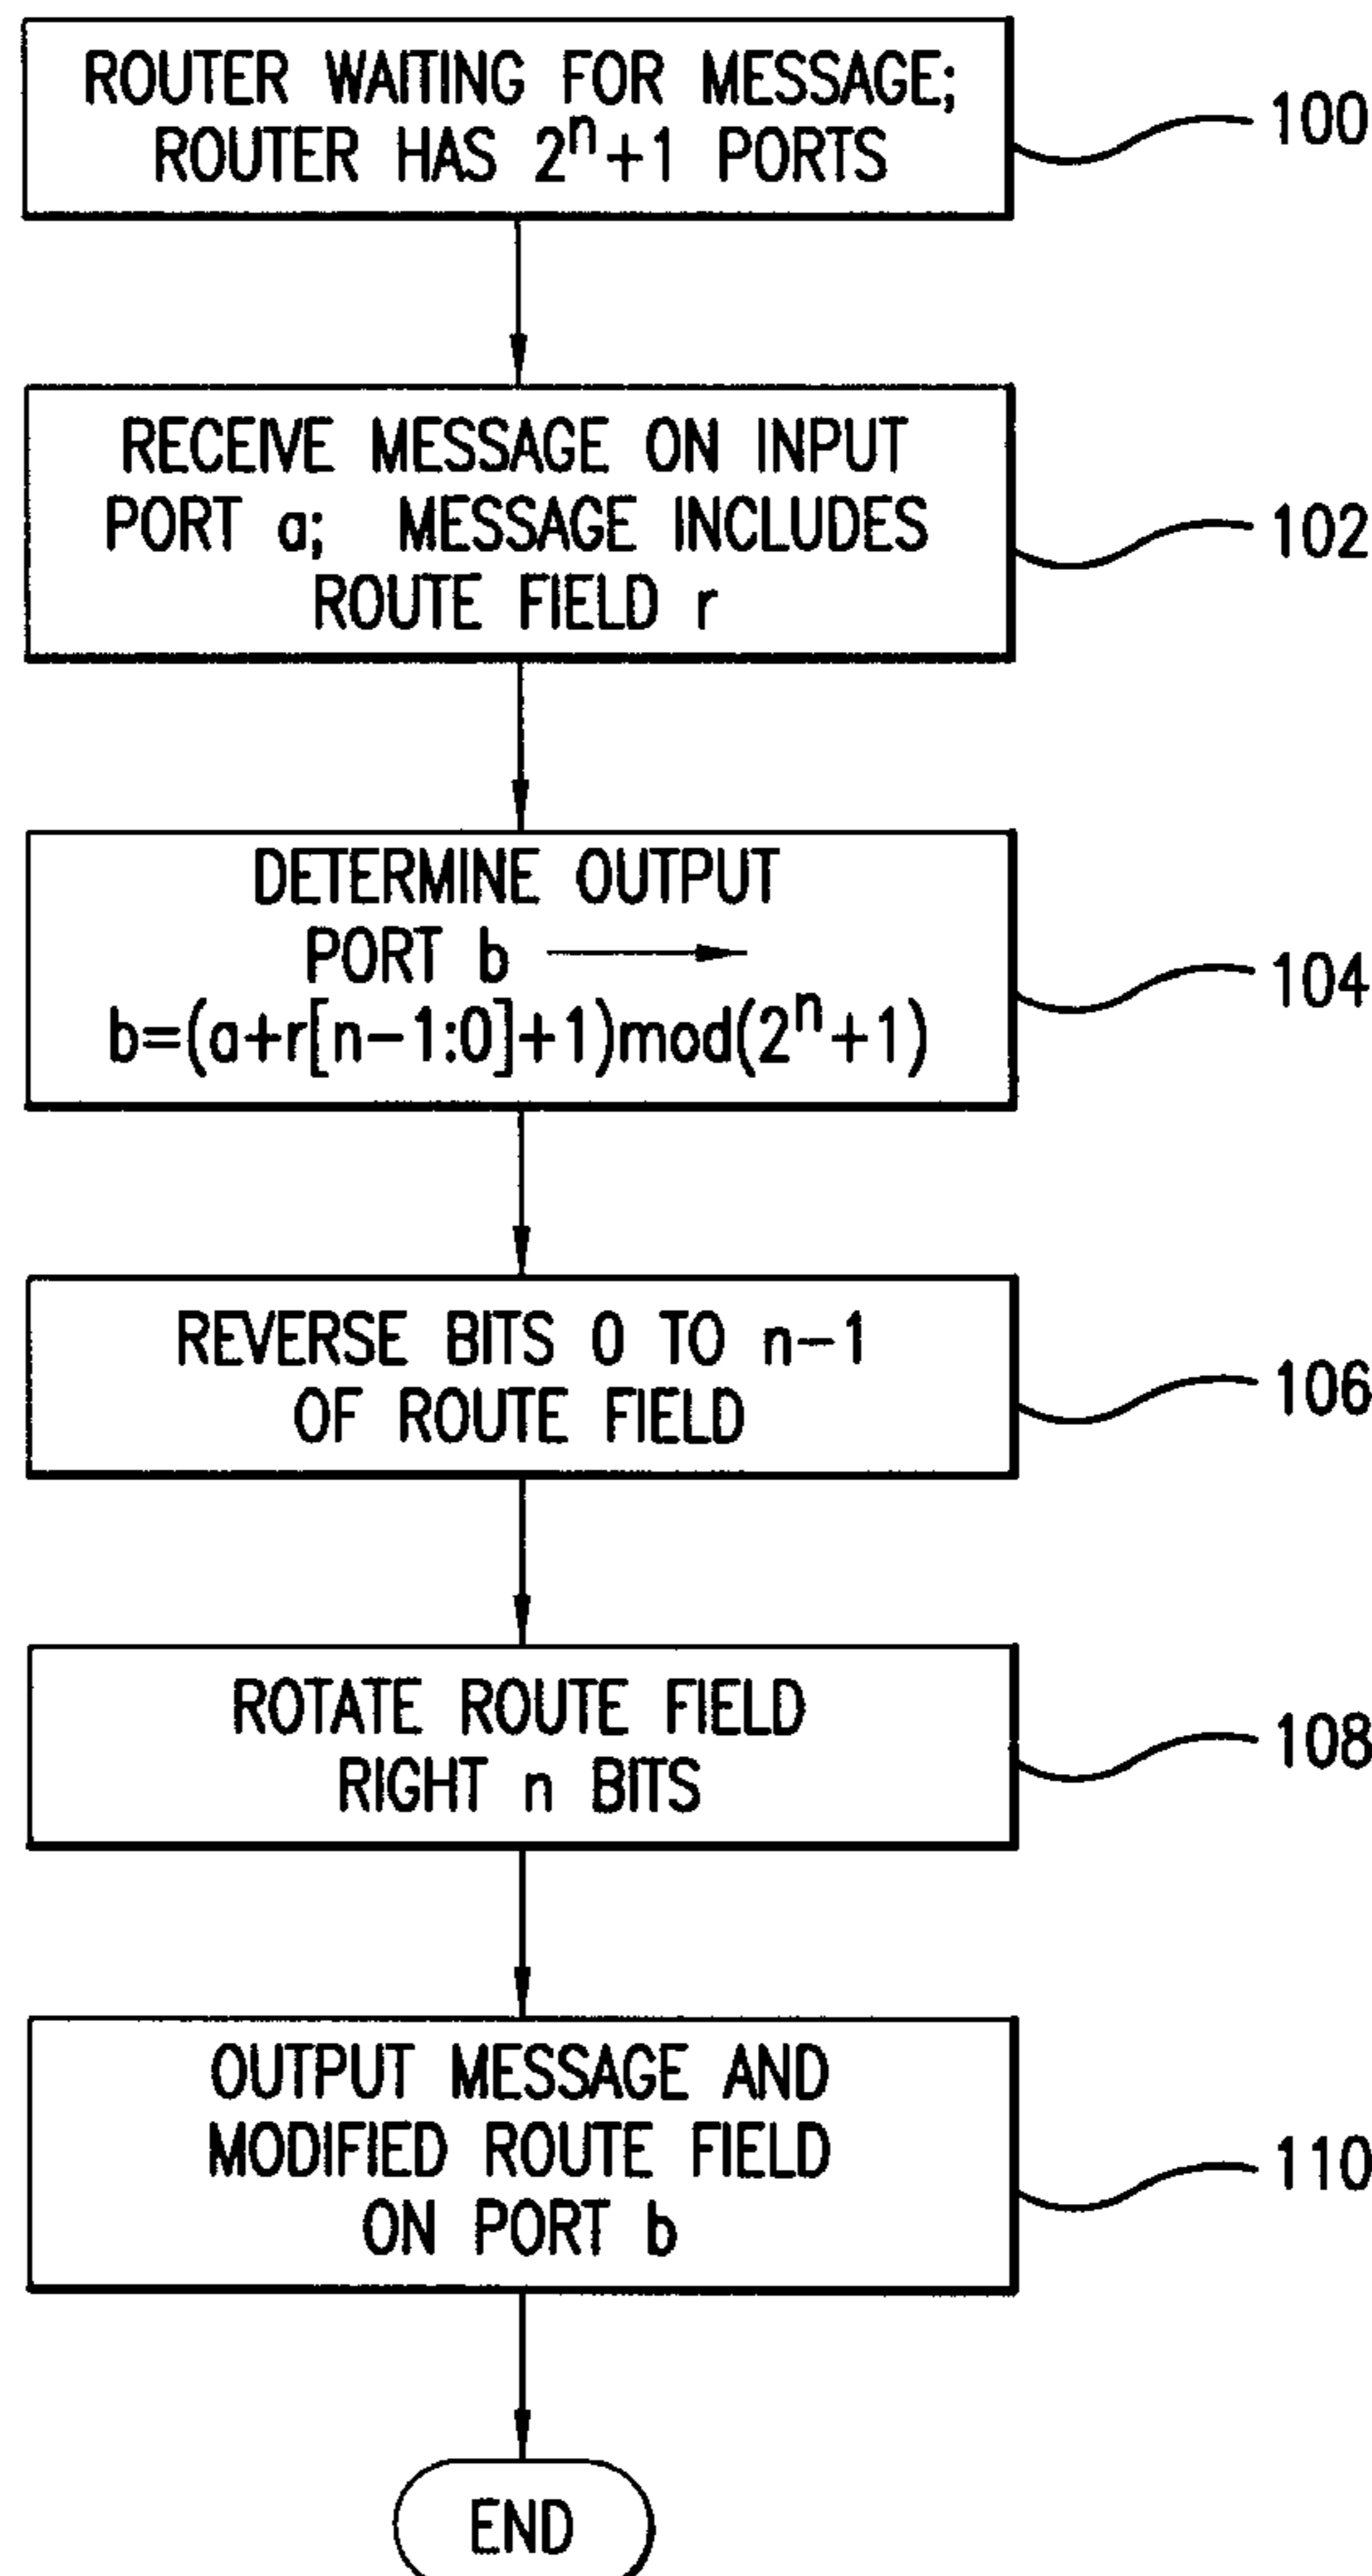 ROUTER WAITING FOR MESSAGE;
ROUTER HAS 2ⁿ+1 PORTS
100
RECEIVE MESSAGE ON INPUT
PORT a; MESSAGE INCLUDES
ROUTE FIELD r
102
DETERMINE OUTPUT
PORT b ⟶
b=(a+r[n-1:0]+1)mod(2ⁿ+1)
104
REVERSE BITS 0 TO n-1
OF ROUTE FIELD
106
ROTATE ROUTE FIELD
RIGHT n BITS
108
OUTPUT MESSAGE AND
MODIFIED ROUTE FIELD
ON PORT b
110
END